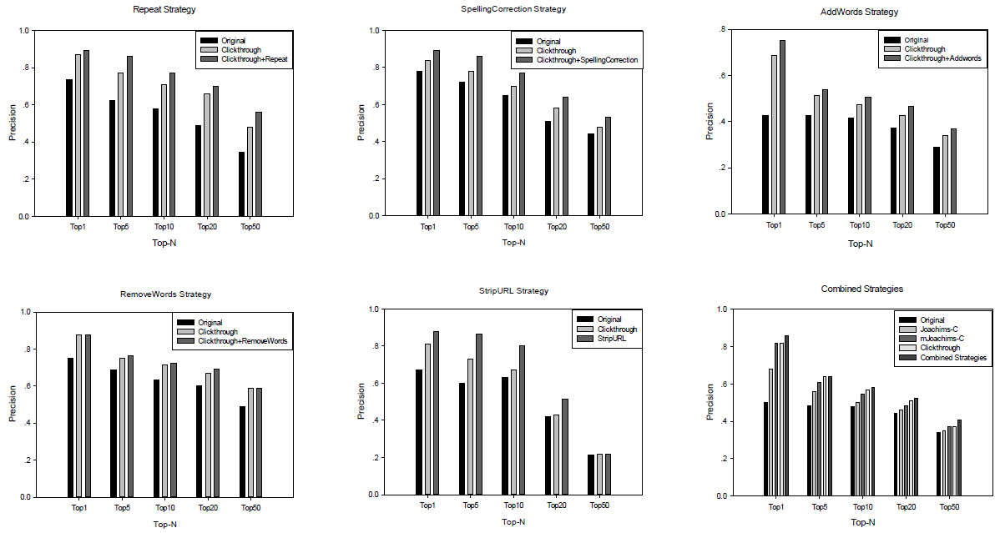 Repeat Strategy
Original
Clickthrough
Clickthrough+Repeat
Precision
1.0
.8
.6
.4
.2
0.0
Top1 Top5 Top10 Top20 Top50
Top-N
SpellingCorrection Strategy
Original
Clickthrough
Clickthrough+SpellingCorrection
Precision
1.0
.8
.6
.4
.2
0.0
Top1 Top5 Top10 Top20 Top50
Top-N
AddWords Strategy
Original
Clickthrough
Clickthrough+Addwords
Precision
.8
.6
.4
.2
0.0
Top1 Top5 Top10 Top20 Top50
Top-N
RemoveWords Strategy
Original
Clickthrough
Clickthrough+RemoveWords
Precision
1.0
.8
.6
.4
.2
0.0
Top1 Top5 Top10 Top20 Top50
Top-N
StripURL Strategy
Original
Clickthrough
StripURL
Precision
1.0
.8
.6
.4
.2
0.0
Top1 Top5 Top10 Top20 Top50
Top-N
Combined Strategies
Original
Joachims-C
mJoachims-C
Clickthrough
Combined Strategies
Precision
1.0
.8
.6
.4
.2
0.0
Top1 Top5 Top10 Top20 Top50
Top-N